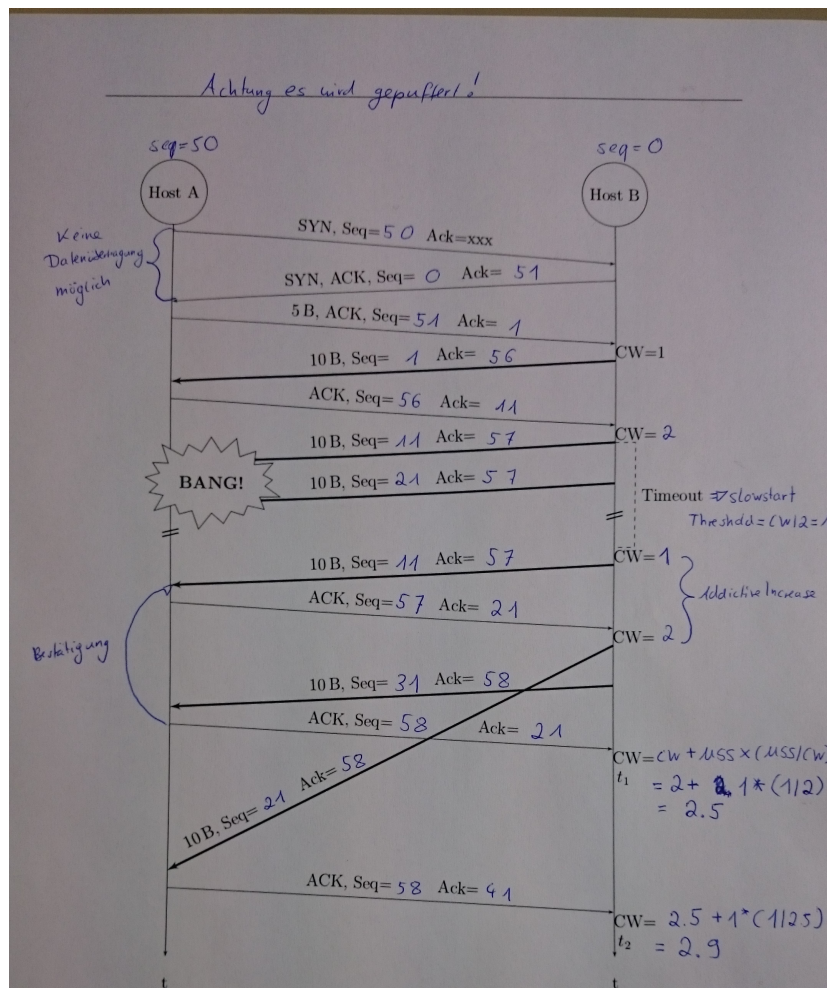 Achtung es wird gepuffert!
seq=50
seq=0
Host A
Host B
SYN, Seq=50 Ack=xxx
Keine
Datenübertragung
möglich
SYN, ACK, Seq= 0 Ack= 51
5 B, ACK, Seq=51 Ack= 1
CW=1
10 B, Seq= 1 Ack= 56
ACK, Seq= 56 Ack= 11
CW= 2
10 B, Seq= 11 Ack= 57
BANG!
10 B, Seq= 21 Ack= 57
Timeout => slowstart
Threshold=CW/2=1
10 B, Seq= 11 Ack= 57
CW=1
Addictive Increase
ACK, Seq=57 Ack= 21
CW= 2
Bestätigung
10 B, Seq= 31 Ack= 58
ACK, Seq= 58 Ack= 21
CW=CW+MSS×(MSS/CW)
t1
= 2+ 1*(1/2)
= 2.5
10 B, Seq= 21 Ack= 58
ACK, Seq= 58 Ack= 41
CW= 2.5+1*(1/25)
t2 = 2.9
t
t